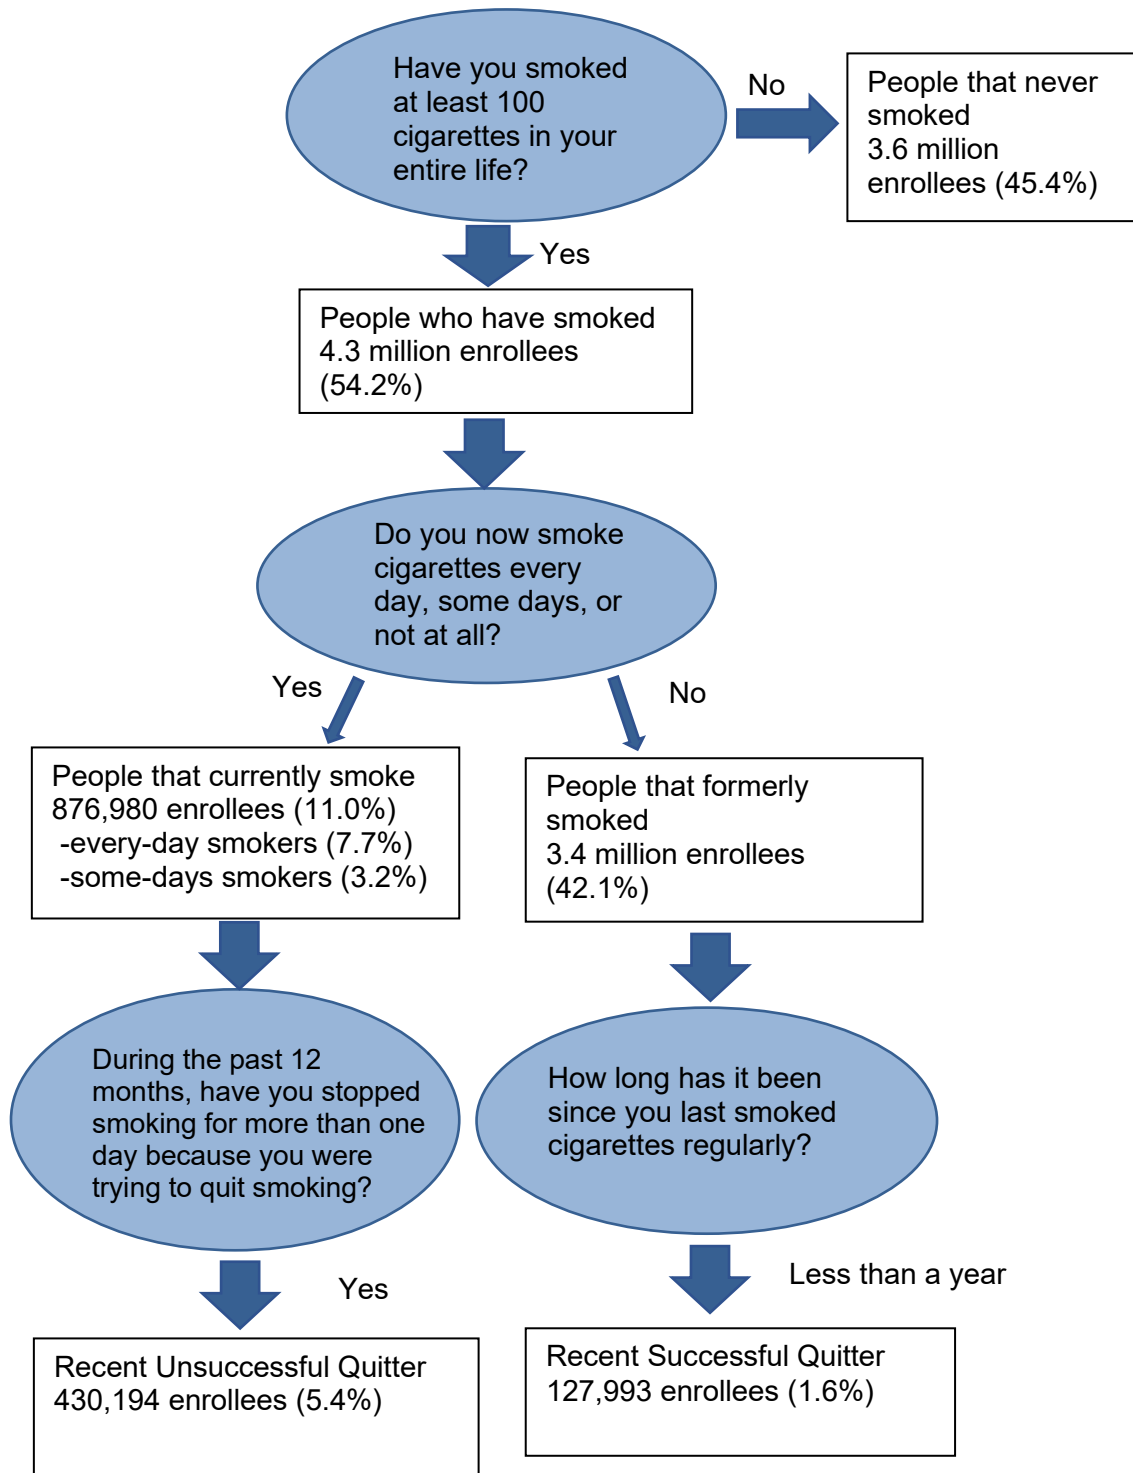 Have you smoked
at least 100
cigarettes in your
entire life?
No
People that never
smoked
3.6 million
enrollees (45.4%)
Yes
People who have smoked
4.3 million enrollees
(54.2%)
Do you now smoke
cigarettes every
day, some days, or
not at all?
Yes
No
People that currently smoke
876,980 enrollees (11.0%)
-every-day smokers (7.7%)
-some-days smokers (3.2%)
People that formerly
smoked
3.4 million enrollees
(42.1%)
During the past 12
months, have you stopped
smoking for more than one
day because you were
trying to quit smoking?
How long has it been
since you last smoked
cigarettes regularly?
Yes
Less than a year
Recent Unsuccessful Quitter
430,194 enrollees (5.4%)
Recent Successful Quitter
127,993 enrollees (1.6%)